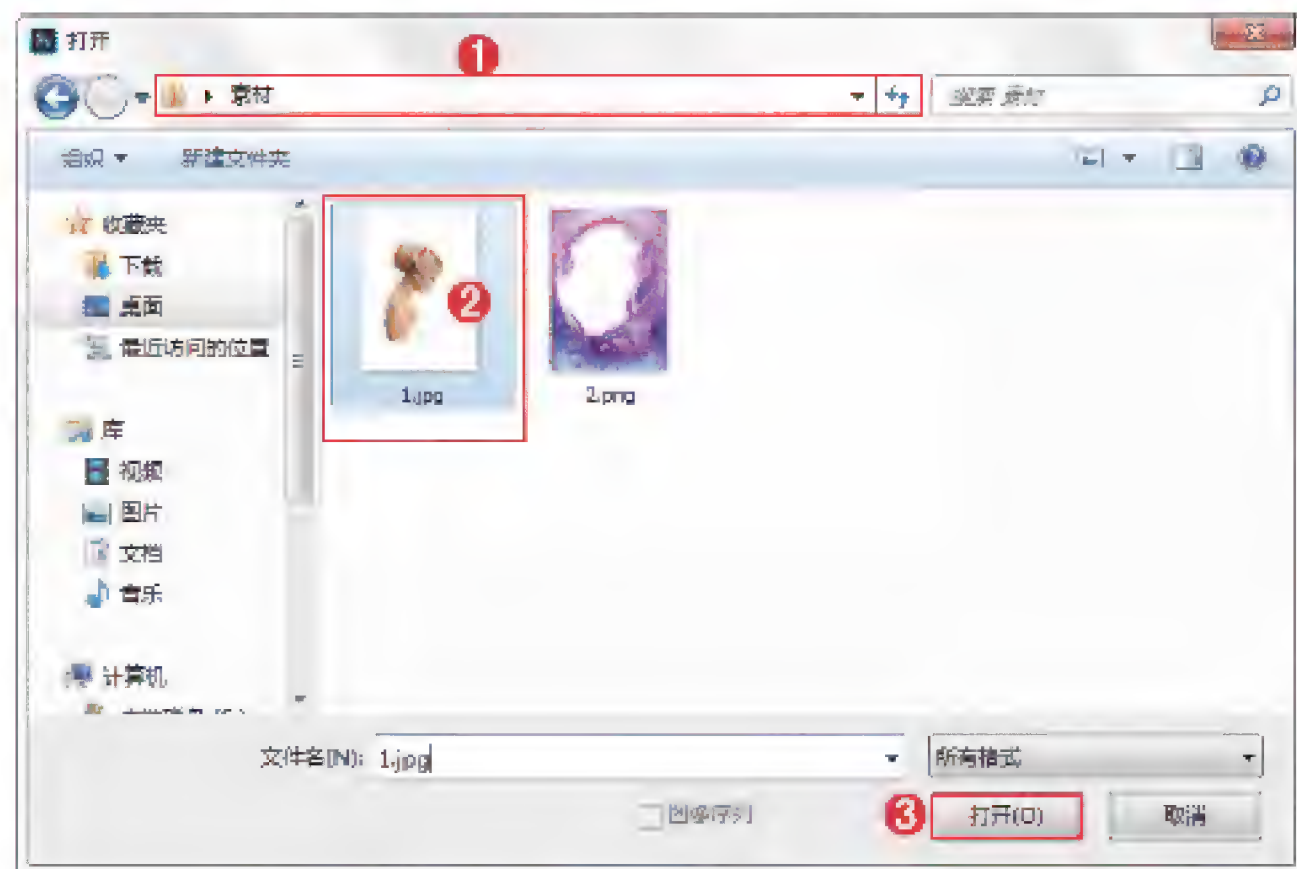 打开
1
素材
搜索 素材
组织
新建文件夹
收藏夹
下载
桌面
最近访问的位置
库
视频
图片
文档
音乐
计算机
2
1.jpg
2.png
文件名(N):
1.jpg
所有格式
图像序列
3
打开(O)
取消